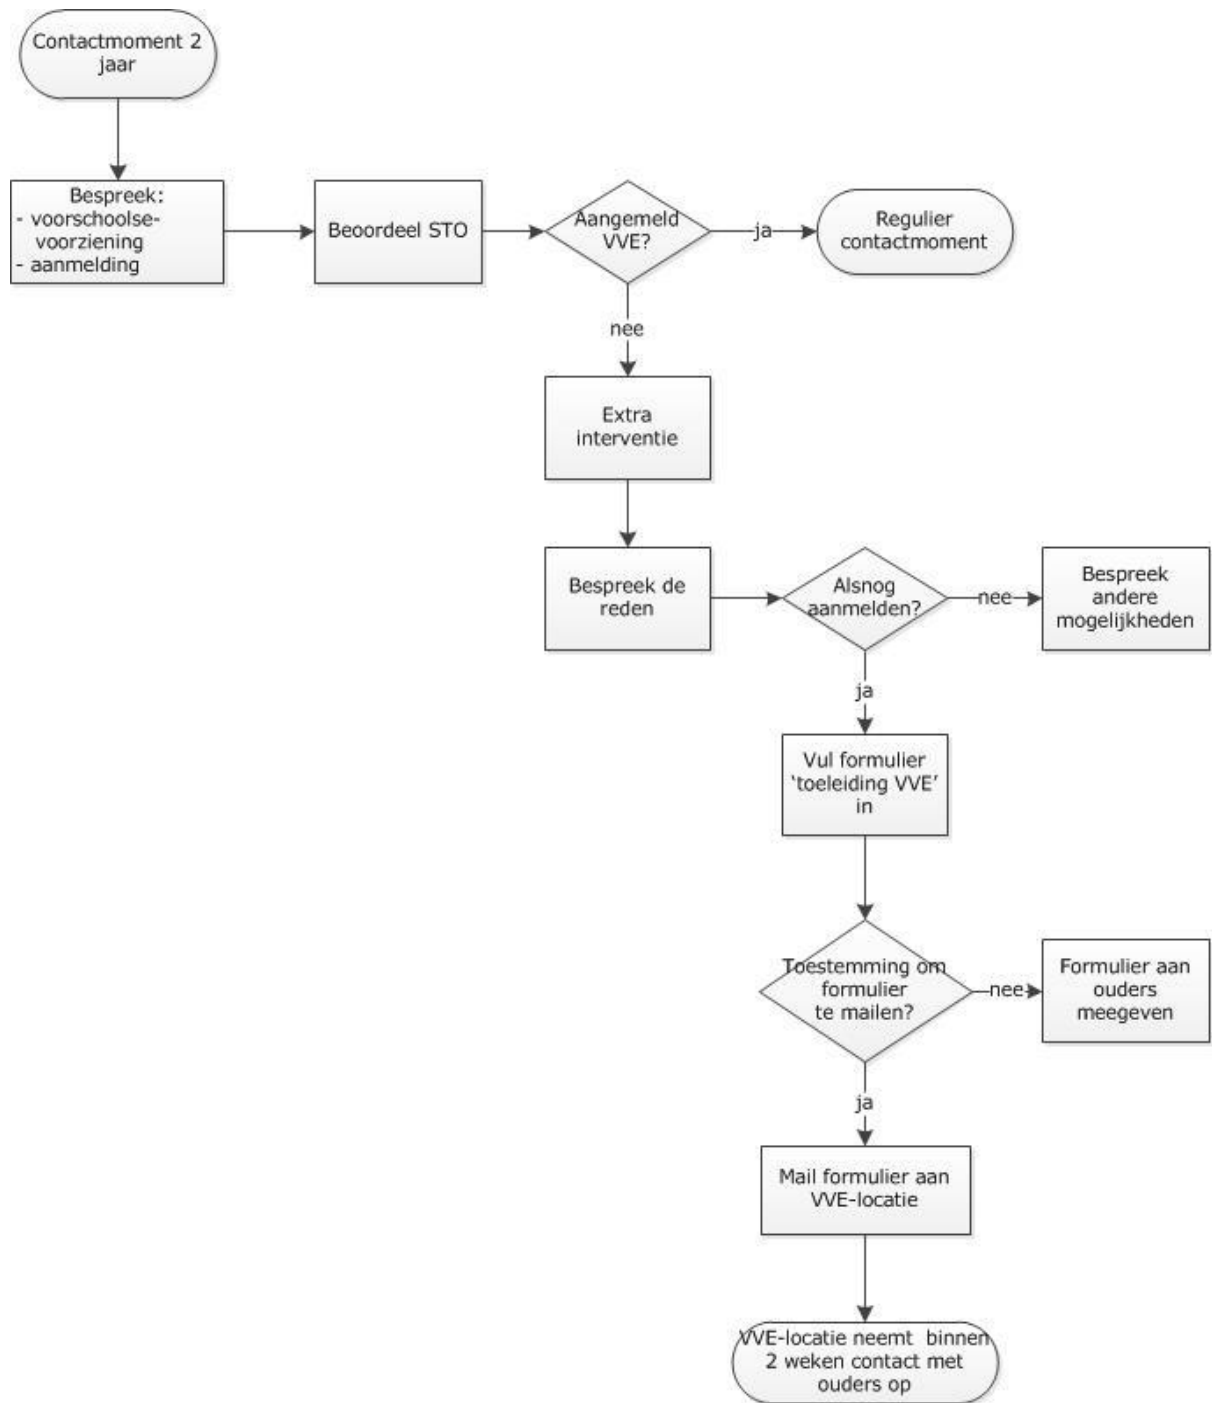 Contactmoment 2
jaar
Bespreek:
- voorschoolse-
voorziening
- aanmelding
Beoordeel STO
Aangemeld
VVE?
ja
Regulier
contactmoment
nee
Extra
interventie
Bespreek de
reden
Alsnog
aanmelden?
nee
Bespreek
andere
mogelijkheden
ja
Vul formulier
‘toeleiding VVE’
in
Toestemming om
formulier
te mailen?
nee
Formulier aan
ouders
meegeven
ja
Mail formulier aan
VVE-locatie
VVE-locatie neemt binnen
2 weken contact met
ouders op